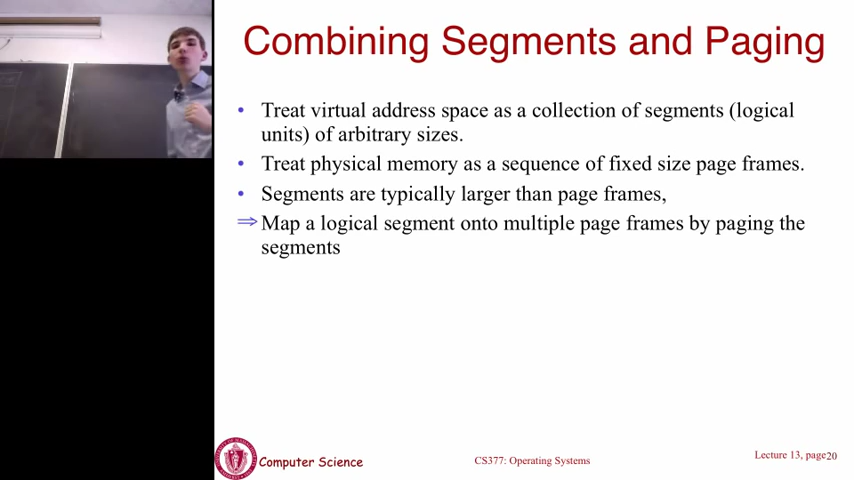 Combining Segments and Paging
• Treat virtual address space as a collection of segments (logical
units) of arbitrary sizes.
• Treat physical memory as a sequence of fixed size page frames.
• Segments are typically larger than page frames,
⇒ Map a logical segment onto multiple page frames by paging the
segments
Computer Science
CS377: Operating Systems
Lecture 13, page20